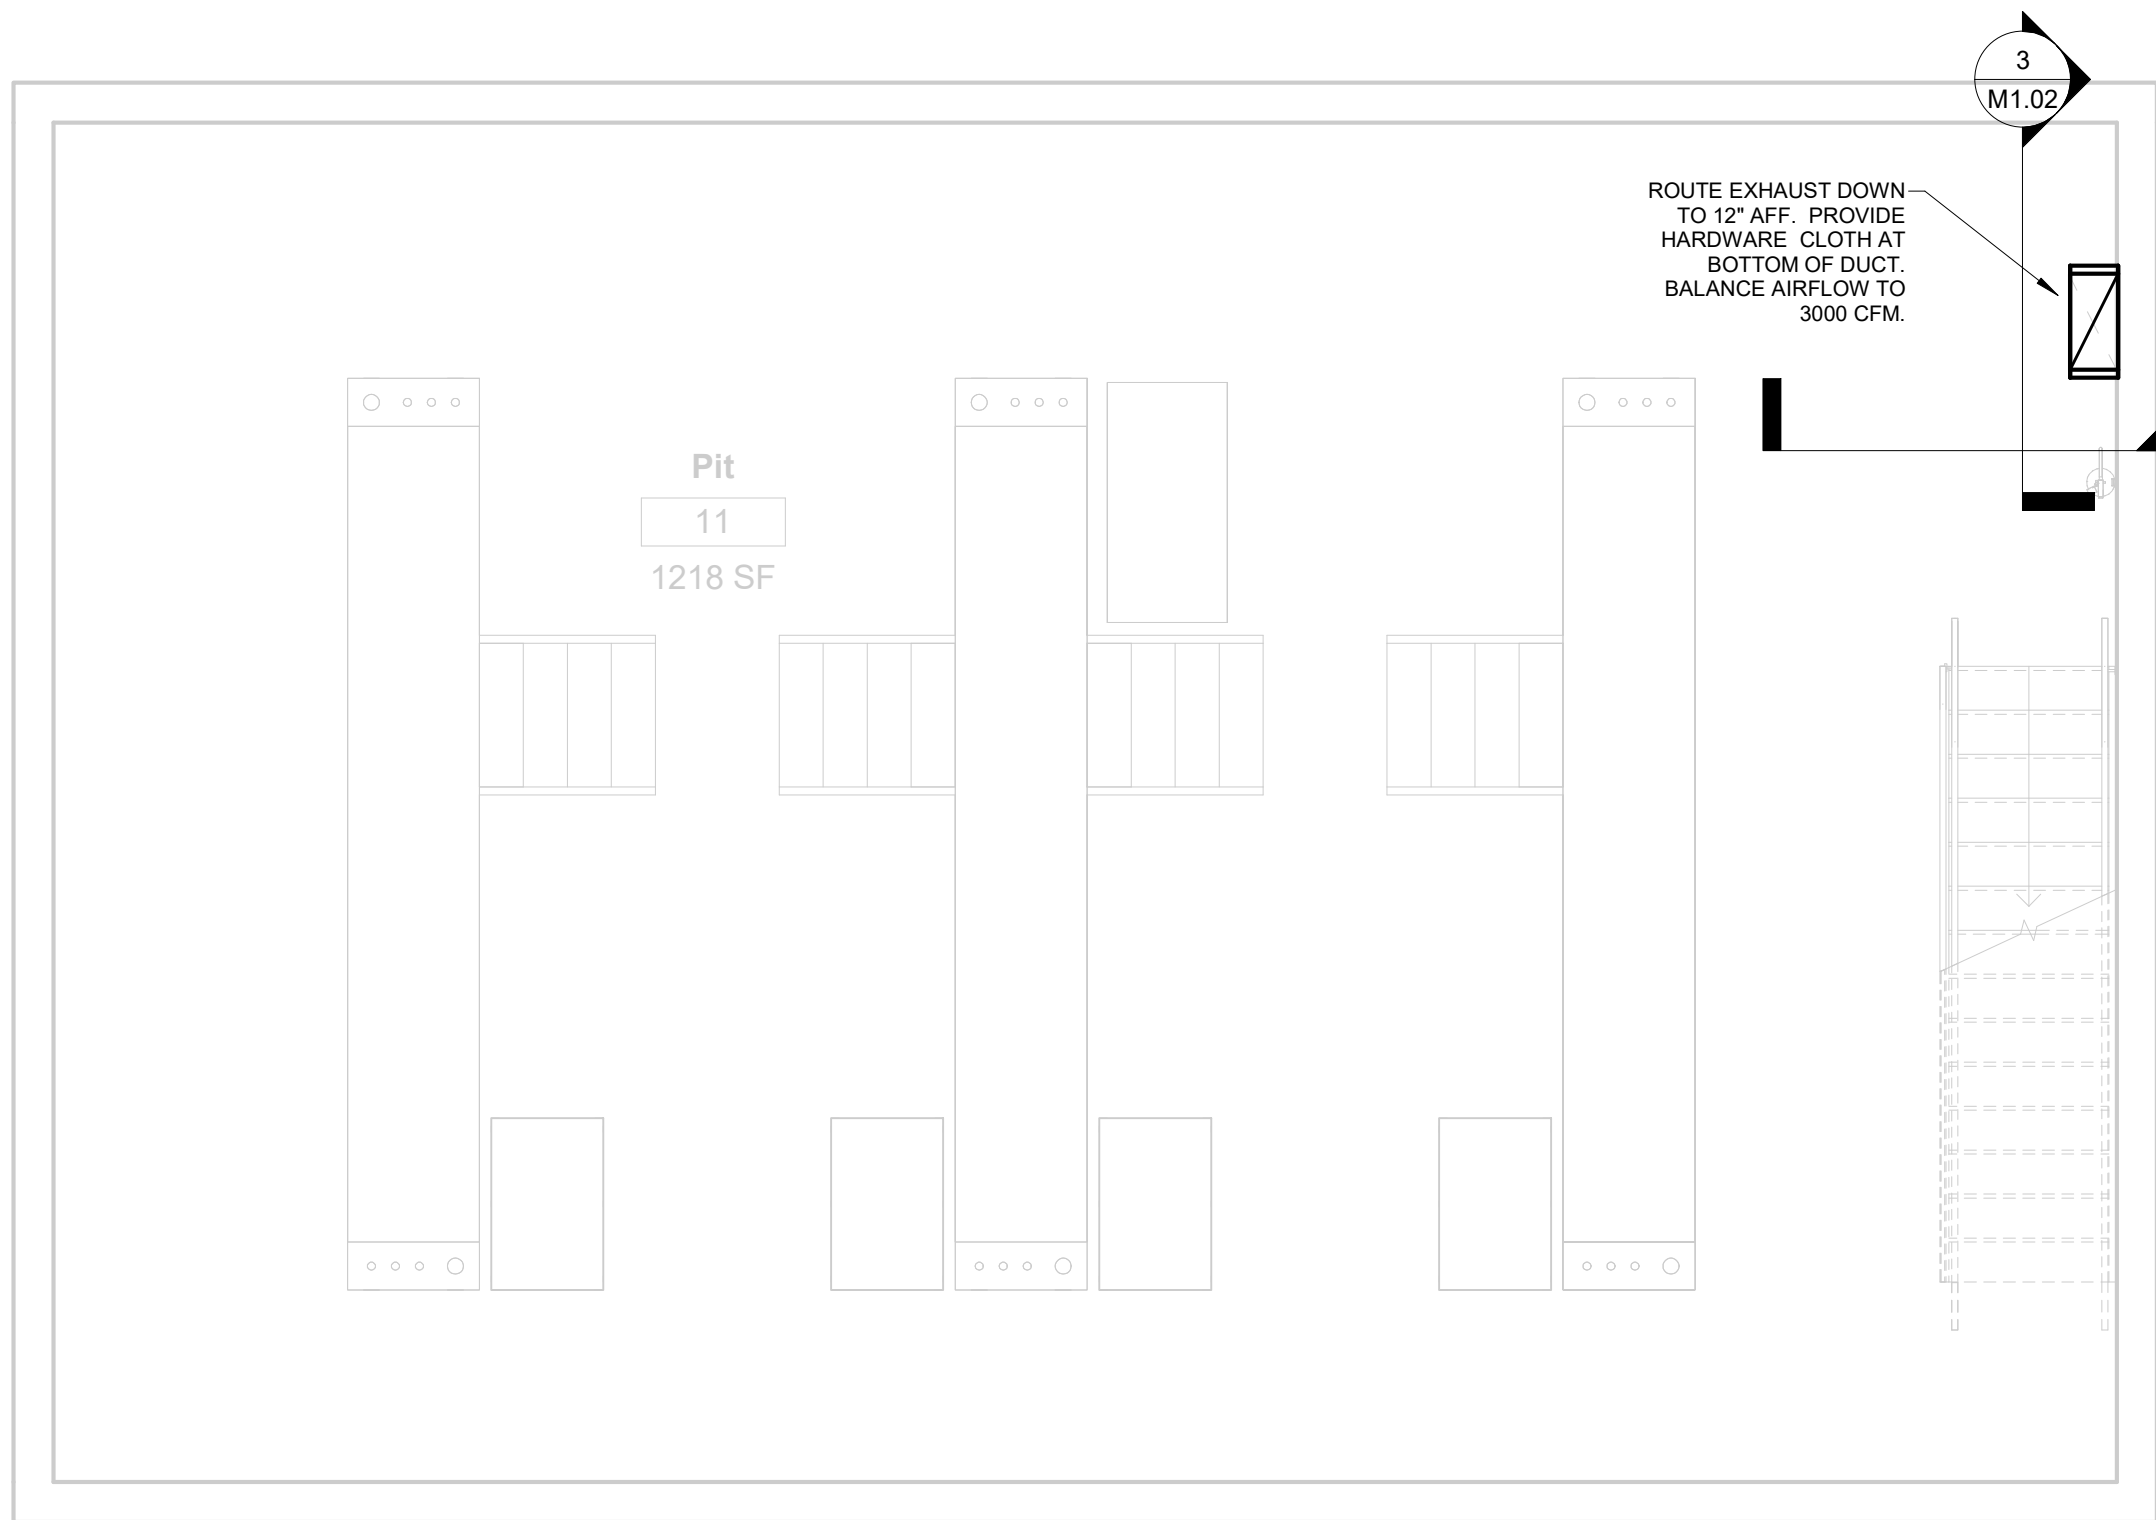 3
M1.02
ROUTE EXHAUST DOWN
TO 12" AFF. PROVIDE
HARDWARE CLOTH AT
BOTTOM OF DUCT.
BALANCE AIRFLOW TO
3000 CFM.
Pit
11
1218 SF